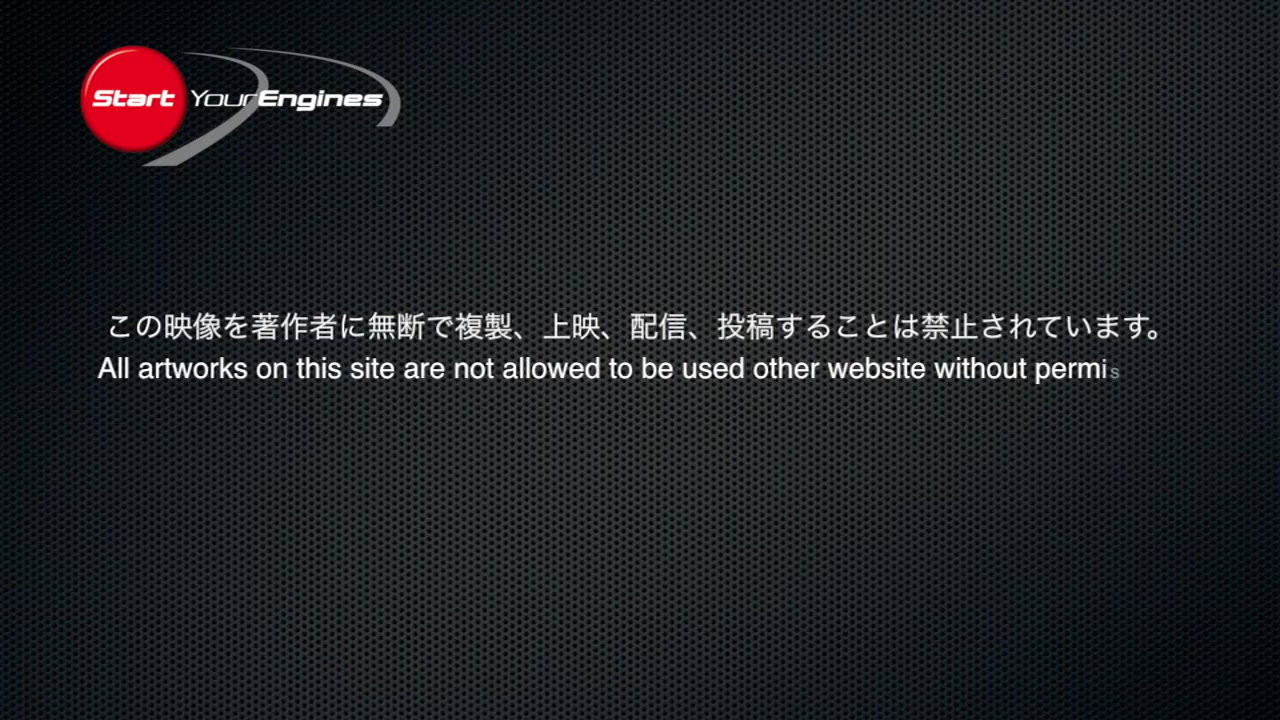 Start YourEngines
この映像を著作者に無断で複製、上映、配信、投稿することは禁止されています。
All artworks on this site are not allowed to be used other website without permis